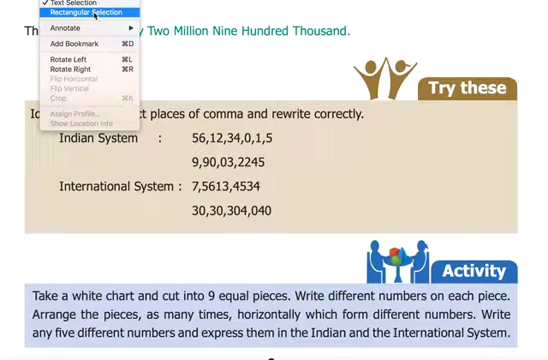 Text Selection
Rectangular Selection
Annotate
Add Bookmark ⌘D
Rotate Left ⌘L
Rotate Right ⌘R
Flip Horizontal
Flip Vertical
Crop ⌘K
Assign Profile...
Show Location Info
Th y Two Million Nine Hundred Thousand.
Try these
ct places of comma and rewrite correctly.
Indian System : 56,12,34,0,1,5
9,90,03,2245
International System : 7,5613,4534
30,30,304,040
Activity
Take a white chart and cut into 9 equal pieces. Write different numbers on each piece.
Arrange the pieces, as many times, horizontally which form different numbers. Write
any five different numbers and express them in the Indian and the International System.